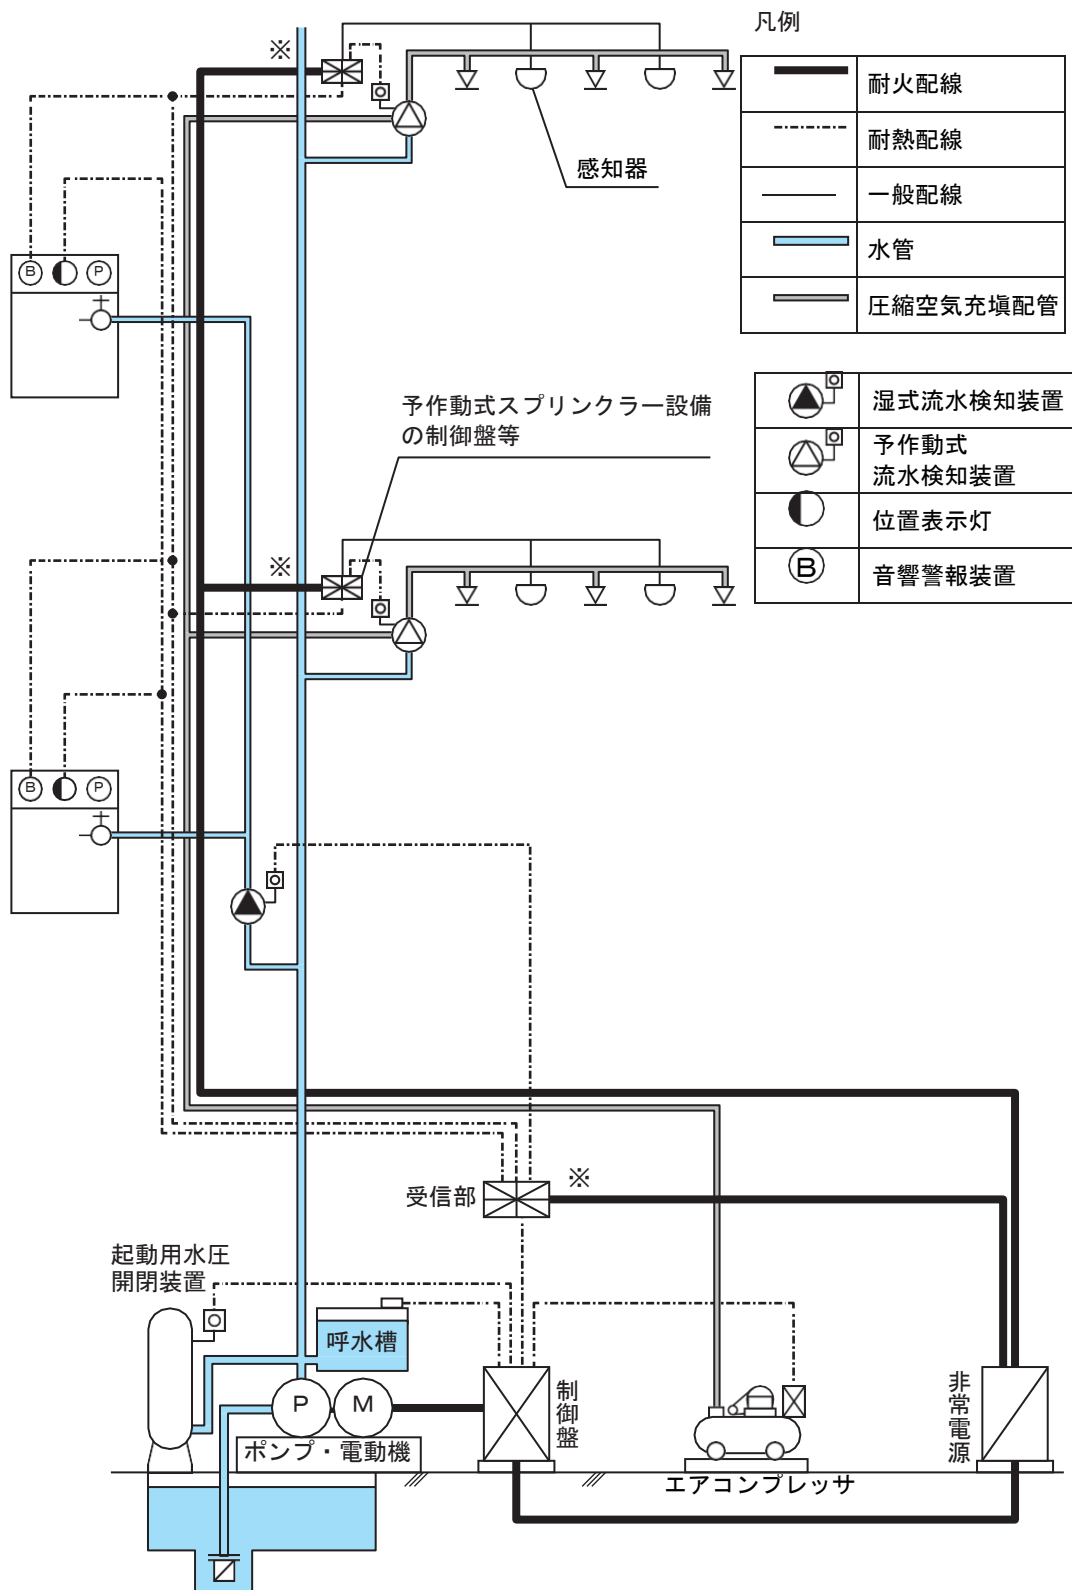 凡例
※
耐火配線
耐熱配線
感知器
一般配線
水管
B
P
圧縮空気充填配管
予作動式スプリンクラー設備
の制御盤等
湿式流水検知装置
予作動式
流水検知装置
位置表示灯
B
音響警報装置
※
B
P
受信部
※
起動用水圧
開閉装置
呼水槽
P
M
制御盤
非常電源
ポンプ・電動機
エアコンプレッサ